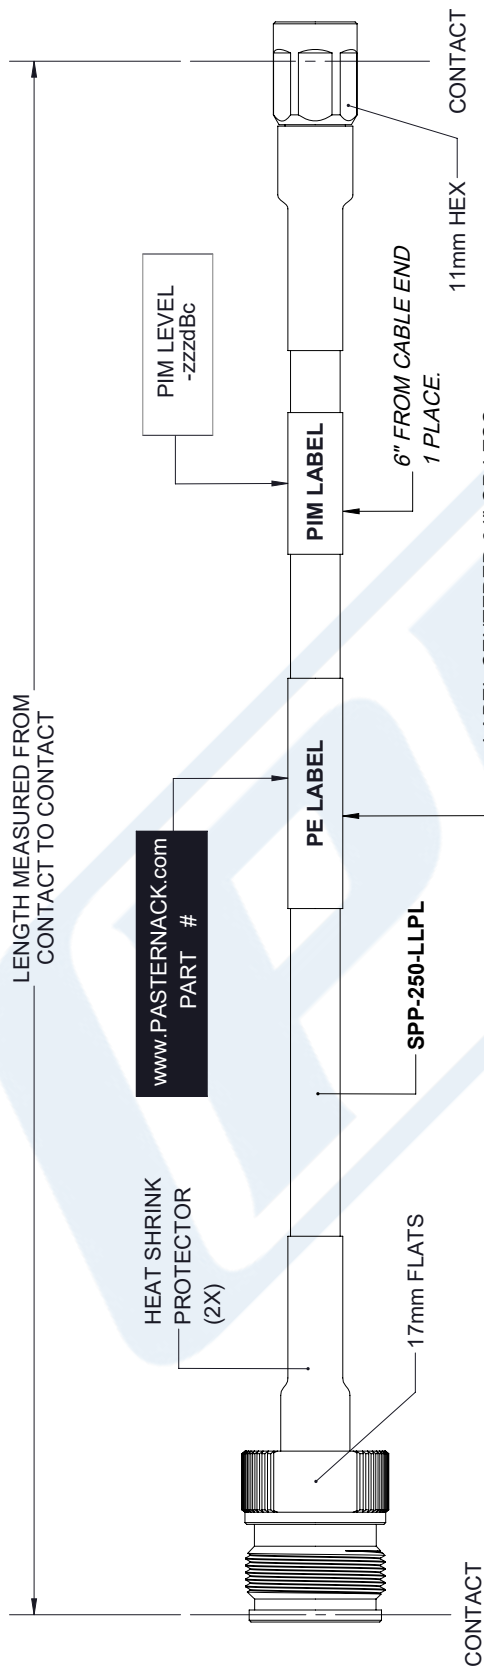 LENGTH MEASURED FROM
CONTACT TO CONTACT
HEAT SHRINK
PROTECTOR
(2X)
www.PASTERNACK.com
PART #
PIM LEVEL
-zzzdBc
PE LABEL
PIM LABEL
17mm FLATS
SPP-250-LLPL
6" FROM CABLE END
1 PLACE.
11mm HEX
CONTACT
CONTACT